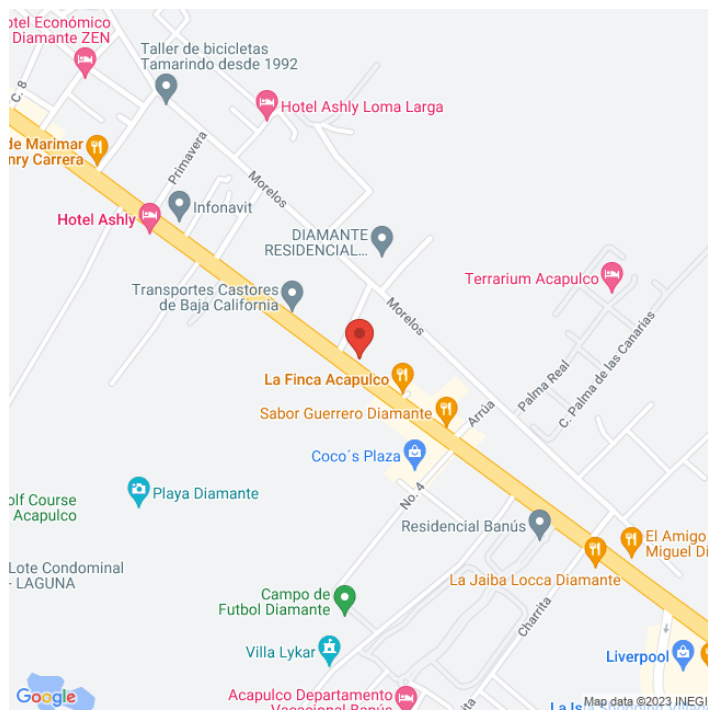 otel Económico
Diamante ZEN
Taller de bicicletas
Tamarindo desde 1992
C. 8
Hotel Ashly Loma Larga
de Marimar
nry Carrera
Primavera
Morelos
Infonavit
Hotel Ashly
DIAMANTE
RESIDENCIAL...
Terrarium Acapulco
Transportes Castores
de Baja California
Morelos
La Finca Acapulco
Palma Real
C. Palma de las Canarias
Sabor Guerrero Diamante
Arrúa
Coco´s Plaza
No. 4
Playa Diamante
olf Course
Acapulco
Residencial Banús
El Amigo
Miguel Di
La Jaiba Locca Diamante
Lote Condominal
- LAGUNA
Campo de
Futbol Diamante
Charrita
Villa Lykar
Liverpool
Acapulco Departamento
Vacacional Banús
rrita
Google
Map data ©2023 INEGI